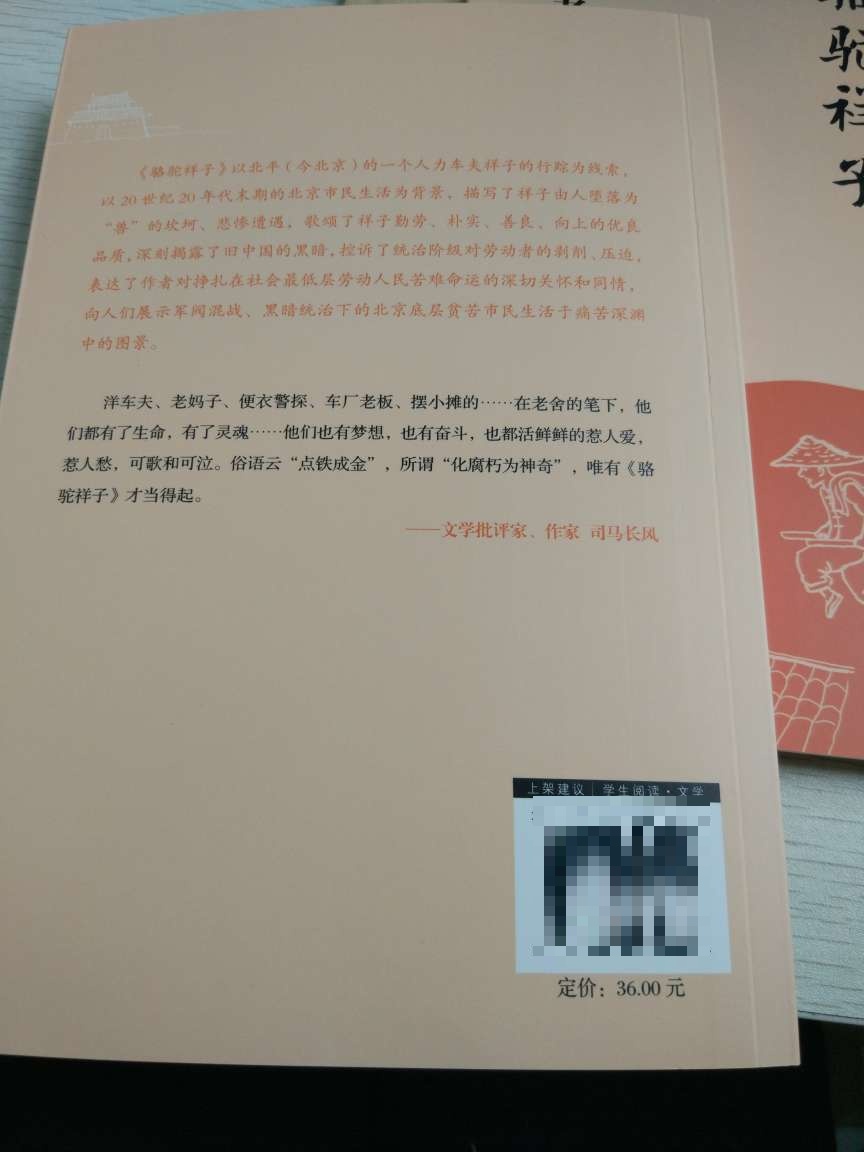 《骆驼祥子》以北平（今北京）的一个人力车夫祥子的行踪为线索，
以20世纪20年代末期的北京市民生活为背景，描写了祥子由人堕落为
“兽”的坎坷、悲惨遭遇，歌颂了祥子勤劳、朴实、善良、向上的优良
品质，深刻揭露了旧中国的黑暗，控诉了统治阶级对劳动者的剥削、压迫，
表达了作者对挣扎在社会最低层劳动人民苦难命运的深切关怀和同情，
向人们展示军阀混战、黑暗统治下的北京底层贫苦市民生活于痛苦深渊
中的图景。
洋车夫、老妈子、便衣警探、车厂老板、摆小摊的……在老舍的笔下，他
们都有了生命，有了灵魂……他们也有梦想，也有奋斗，也都活鲜鲜的惹人爱，
惹人愁，可歌和可泣。俗语云“点铁成金”，所谓“化腐朽为神奇”，唯有《骆
驼祥子》才当得起。
——文学批评家、作家 司马长风
上架建议｜学生阅读·文学
定价：36.00元
骆驼祥子